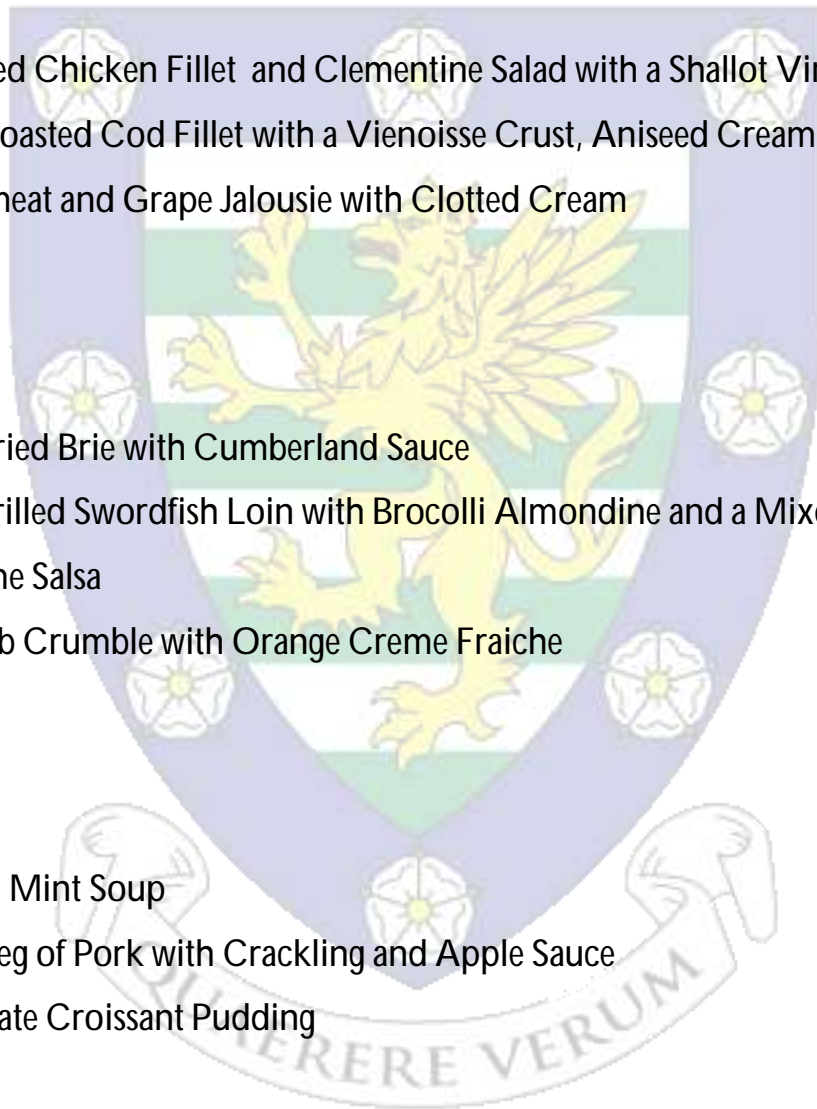 ed Chicken Fillet and Clementine Salad with a Shallot Vi
oasted Cod Fillet with a Vienoisse Crust, Aniseed Cream
heat and Grape Jalousie with Clotted Cream
ried Brie with Cumberland Sauce
rilled Swordfish Loin with Brocolli Almondine and a Mix
ne Salsa
b Crumble with Orange Creme Fraiche
Mint Soup
eg of Pork with Crackling and Apple Sauce
ate Croissant Pudding
QUAERERE VERUM